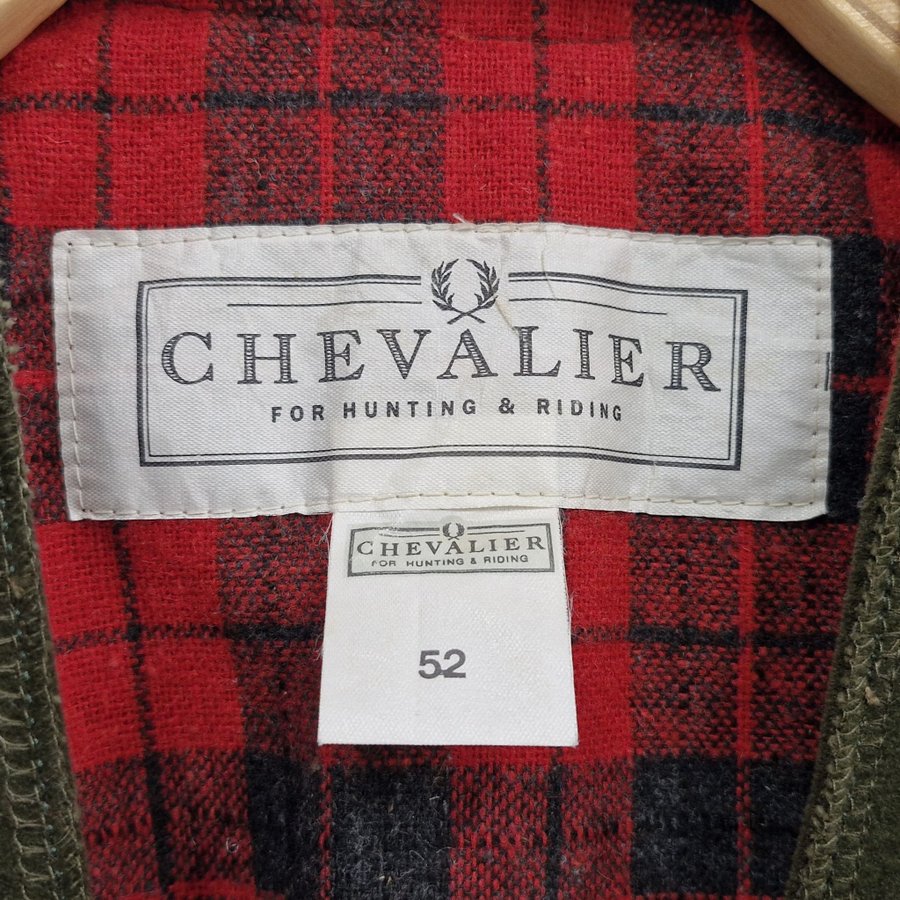 CHEVALIER
FOR HUNTING & RIDING
CHEVALIER
FOR HUNTING & RIDING
52